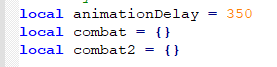 local animationDelay = 350
local combat = {}
local combat2 = {}